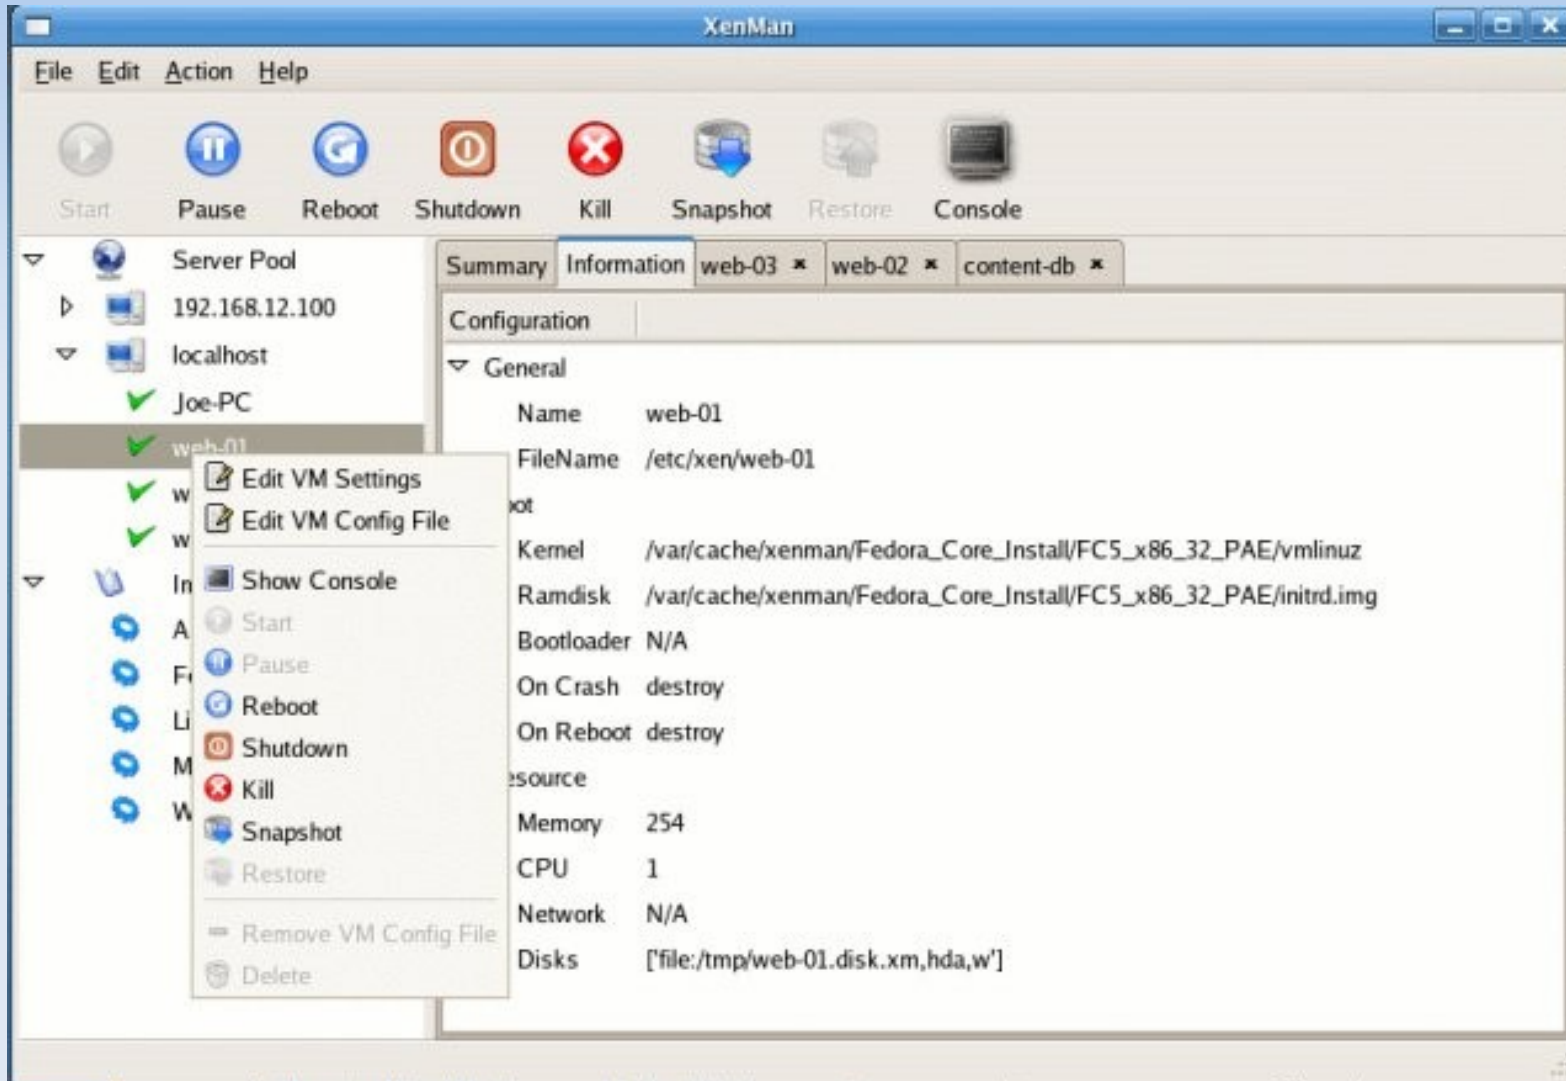 XenMan
File Edit Action Help
Start Pause Reboot Shutdown Kill Snapshot Restore Console
Server Pool
192.168.12.100
localhost
Joe-PC
web-01
Edit VM Settings
Edit VM Config File
Show Console
Start
Pause
Reboot
Shutdown
Kill
Snapshot
Restore
Remove VM Config File
Delete
Summary Information web-03 web-02 content-db
Configuration
General
Name web-01
FileName /etc/xen/web-01
Kernel /var/cache/xenman/Fedora_Core_Install/FC5_x86_32_PAE/vmlinuz
Ramdisk /var/cache/xenman/Fedora_Core_Install/FC5_x86_32_PAE/initrd.img
Bootloader N/A
On Crash destroy
On Reboot destroy
Memory 254
CPU 1
Network N/A
Disks ['file:/tmp/web-01.disk.xm,hda,w']